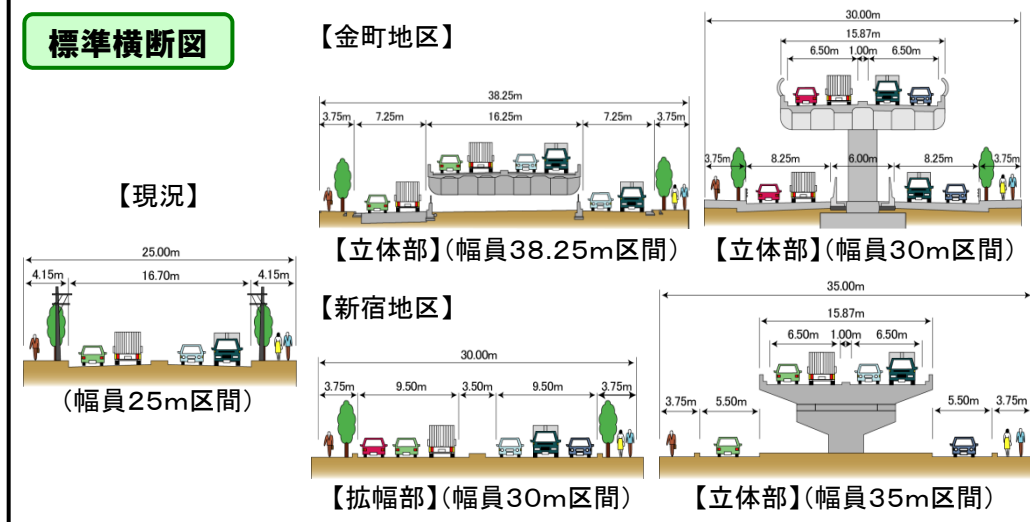 標準横断図
【現況】
25.00m
4.15m 16.70m 4.15m
(幅員25m区間)
【金町地区】
38.25m
3.75m 7.25m 16.25m 7.25m 3.75m
【立体部】(幅員38.25m区間)
30.00m
15.87m
6.50m 1.00m 6.50m
3.75m 8.25m 6.00m 8.25m 3.75m
【立体部】(幅員30m区間)
【新宿地区】
30.00m
3.75m 9.50m 3.50m 9.50m 3.75m
【拡幅部】(幅員30m区間)
35.00m
15.87m
6.50m 1.00m 6.50m
3.75m 5.50m 5.50m 3.75m
【立体部】(幅員35m区間)